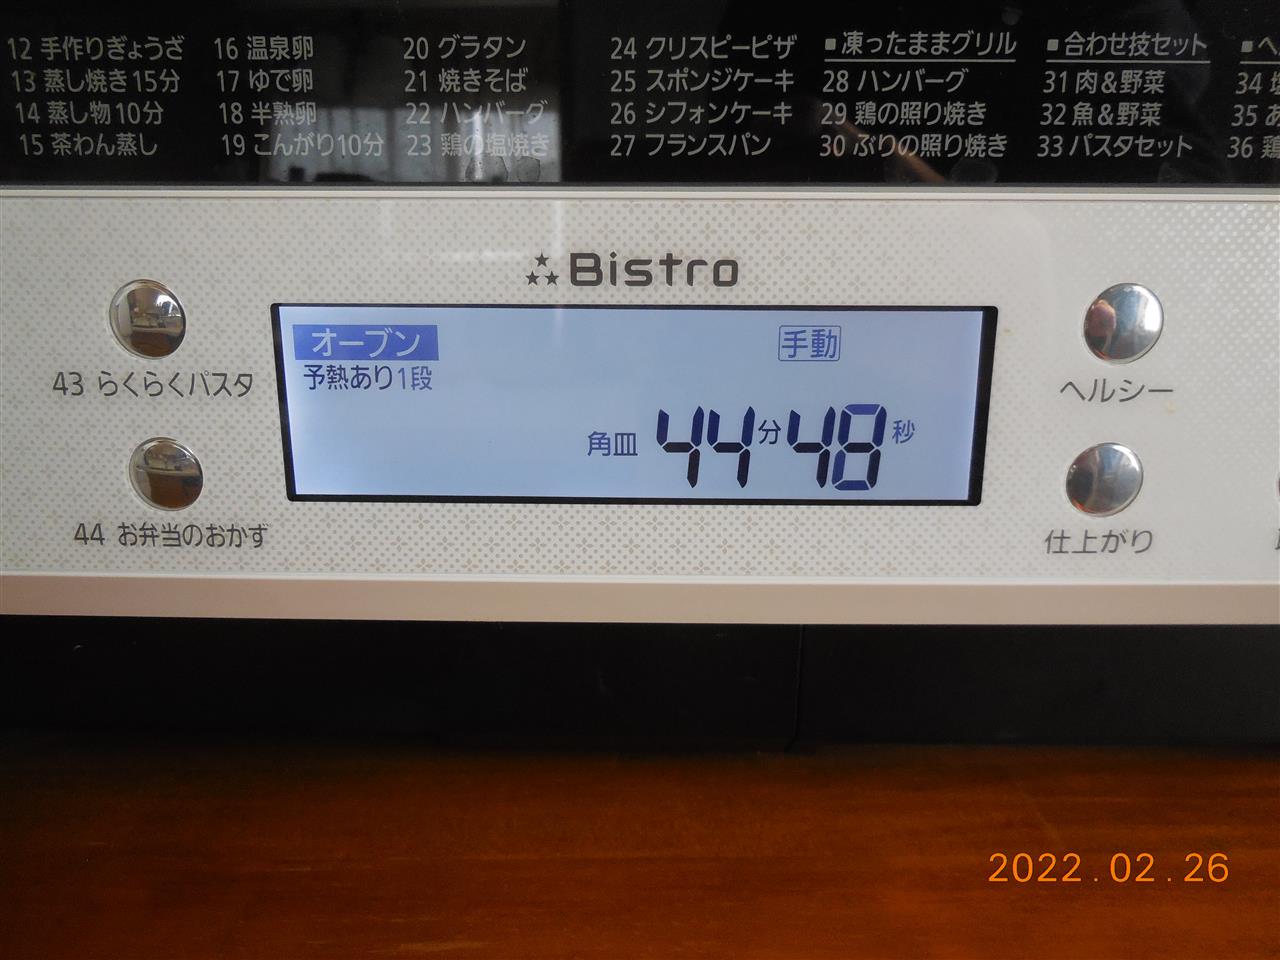 12 手作りぎょうざ
13 蒸し焼き15分
14 蒸し物10分
15 茶わん蒸し
16 温泉卵
17 ゆで卵
18 半熟卵
19 こんがり10分
20 グラタン
21 焼きそば
22 ハンバーグ
23 鶏の塩焼き
24 クリスピーピザ
25 スポンジケーキ
26 シフォンケーキ
27 フランスパン
■凍ったままグリル
28 ハンバーグ
29 鶏の照り焼き
30 ぶりの照り焼き
■合わせ技セット
31 肉&野菜
32 魚&野菜
33 パスタセット
34
35
36
Bistro
オーブン
手動
予熱あり1段
角皿 44分48秒
43 らくらくパスタ
44 お弁当のおかず
ヘルシー
仕上がり
2022.02.26